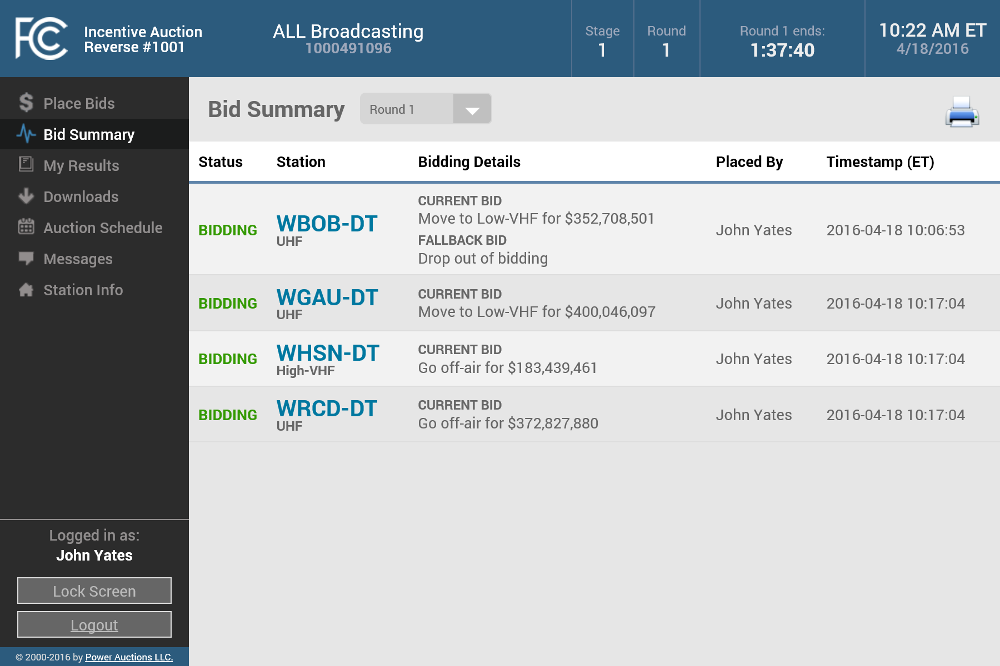 FCC
Incentive Auction
Reverse #1001
ALL Broadcasting
1000491096
Stage
1
Round
1
Round 1 ends:
1:37:40
10:22 AM ET
4/18/2016
Place Bids
Bid Summary
My Results
Downloads
Auction Schedule
Messages
Station Info
Logged in as:
John Yates
Lock Screen
Logout
© 2000-2016 by Power Auctions LLC.
Bid Summary
Round 1
Status Station Bidding Details Placed By Timestamp (ET)
BIDDING
WBOB-DT
UHF
CURRENT BID
Move to Low-VHF for $352,708,501
FALLBACK BID
Drop out of bidding
John Yates
2016-04-18 10:06:53
BIDDING
WGAU-DT
UHF
CURRENT BID
Move to Low-VHF for $400,046,097
John Yates
2016-04-18 10:17:04
BIDDING
WHSN-DT
High-VHF
CURRENT BID
Go off-air for $183,439,461
John Yates
2016-04-18 10:17:04
BIDDING
WRCD-DT
UHF
CURRENT BID
Go off-air for $372,827,880
John Yates
2016-04-18 10:17:04